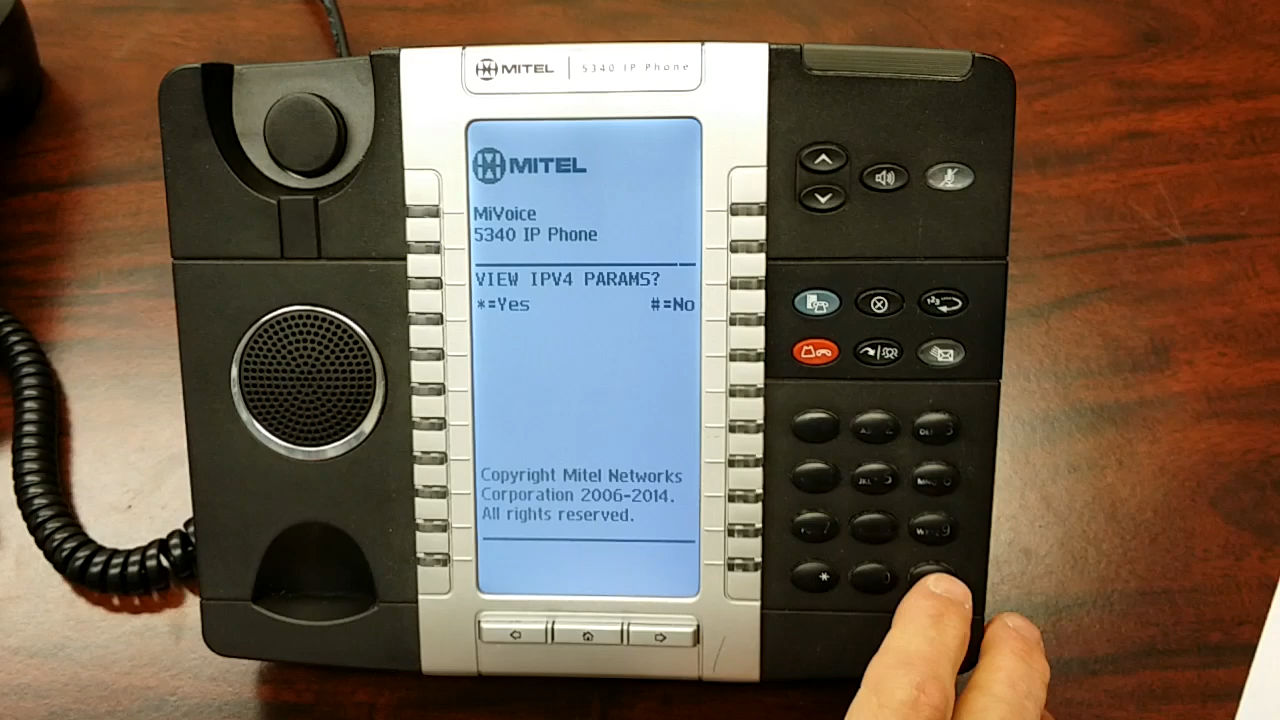 MITEL | 5340 IP Phone
MITEL
MiVoice
5340 IP Phone
VIEW IPV4 PARAMS?
*=Yes #=No
Copyright Mitel Networks
Corporation 2006-2014.
All rights reserved.
*